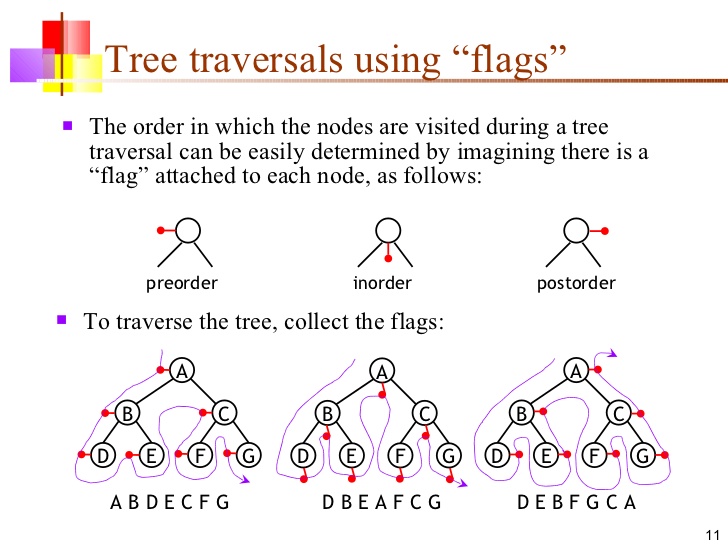 Tree traversals using “flags”
The order in which the nodes are visited during a tree
traversal can be easily determined by imagining there is a
“flag” attached to each node, as follows:
preorder
inorder
postorder
To traverse the tree, collect the flags:
A
B C
D E F G
A B D E C F G
A
B C
D E F G
D B E A F C G
A
B C
D E F G
D E B F G C A
11